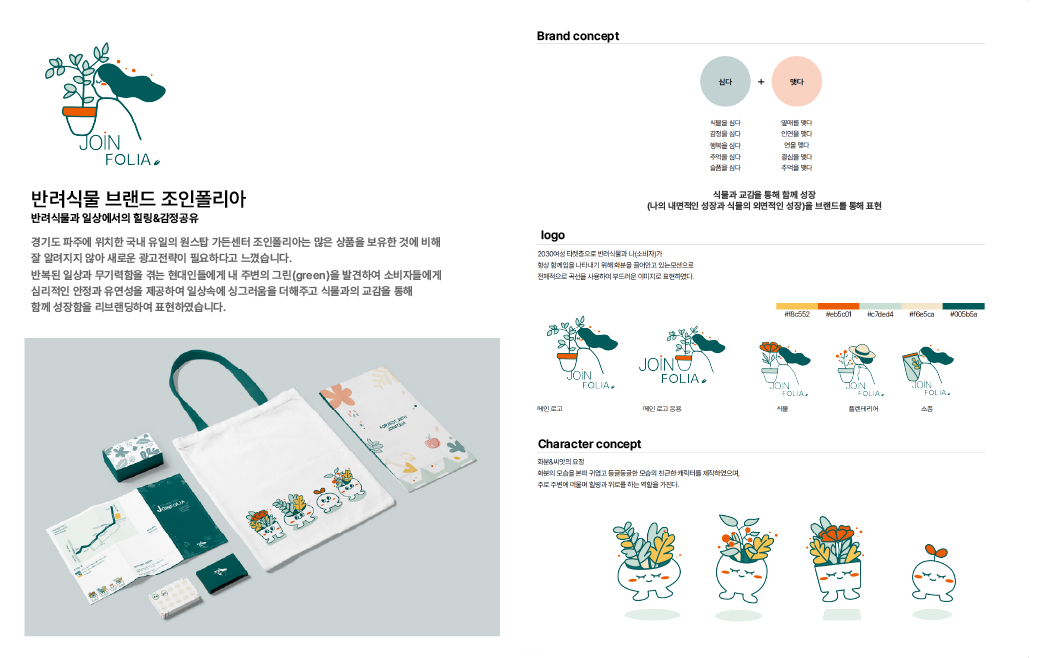 JOIN
FOLIA
반려식물 브랜드 조인폴리아
반려식물과 일상에서의 힐링&감정공유
경기도 파주에 위치한 국내 유일의 원스탑 가든센터 조인폴리아는 많은 상품을 보유한 것에 비해
잘 알려지지 않아 새로운 광고전략이 필요하다고 느꼈습니다.
반복된 일상과 무기력함을 겪는 현대인들에게 내 주변의 그린(green)을 발견하여 소비자들에게
심리적인 안정과 유연성을 제공하여 일상속에 싱그러움을 더해주고 식물과의 교감을 통해
함께 성장함을 리브랜딩하여 표현하였습니다.
JOINFOLIA
Brand concept
심다 + 맺다
식물을 심다 열매를 맺다
감정을 심다 인연을 맺다
행복을 심다 연을 맺다
추억을 심다 결실을 맺다
슬픔을 심다 추억을 맺다
식물과 교감을 통해 함께 성장
(나의 내면적인 성장과 식물의 외면적인 성장)을 브랜드를 통해 표현
logo
2030여성 타켓층으로 반려식물과 나(소비자)가
항상 함께임을 나타내기 위해 화분을 끌어안고 있는모션으로
전체적으로 곡선을 사용하여 부드러운 이미지로 표현하였다.
#f8c552 #eb5c01 #c7ded4 #f6e5ca #005b5a
JOIN
FOLIA
JOIN
FOLIA
JOIN
FOLIA
JOIN
FOLIA
JOIN
FOLIA
메인 로고 메인 로고 응용 식물 플랜테리어 소품
Character concept
화분&씨앗의 요정
화분의 모습을 본떠 귀엽고 둥글둥글한 모습의 친근한 캐릭터를 제작하였으며,
주로 주변에 머물며 힐링과 위로를 하는 역할을 가진다.